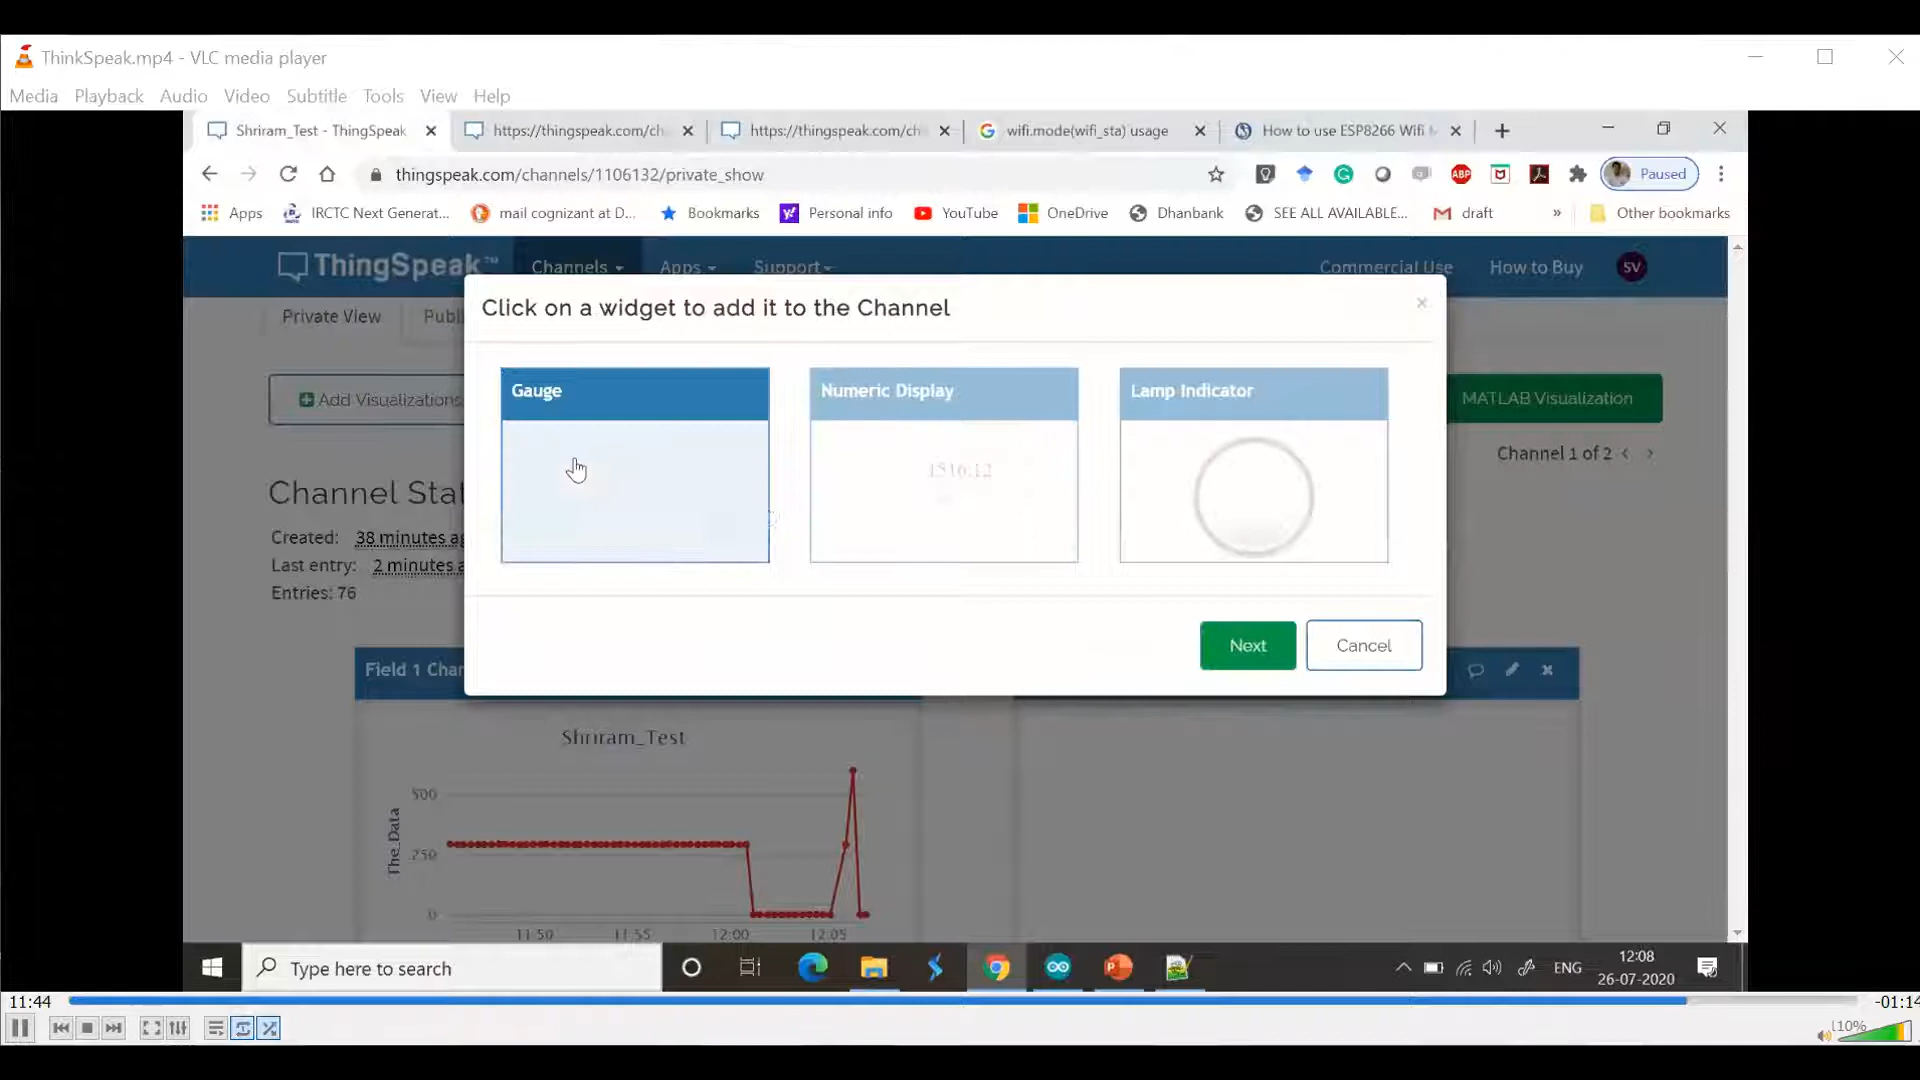 ThinkSpeak.mp4 - VLC media player
Media Playback Audio Video Subtitle Tools View Help
Shriram_Test - ThingSpeak https://thingspeak.com/ch https://thingspeak.com/ch wifi.mode(wifi_sta) usage How to use ESP8266 Wifi
thingspeak.com/channels/1106132/private_show ABP Paused
Apps IRCTC Next Generat... mail cognizant at D... Bookmarks Personal info YouTube OneDrive Dhanbank SEE ALL AVAILABLE... draft » Other bookmarks
ThingSpeak™ Channels Apps Support Commercial Use How to Buy SV
Private View Publ
Click on a widget to add it to the Channel
Gauge Numeric Display Lamp Indicator
Add Visualizations MATLAB Visualization
Channel 1 of 2 < >
1510.12
Channel Stat
Created: 38 minutes ag
Last entry: 2 minutes a
Entries: 76
Next Cancel
Field 1 Char
Shriram_Test
The_Data
500
250
0
11:50 11:55 12:00 12:05
Type here to search
ENG
12:08
26-07-2020
11:44 -01:14
110%